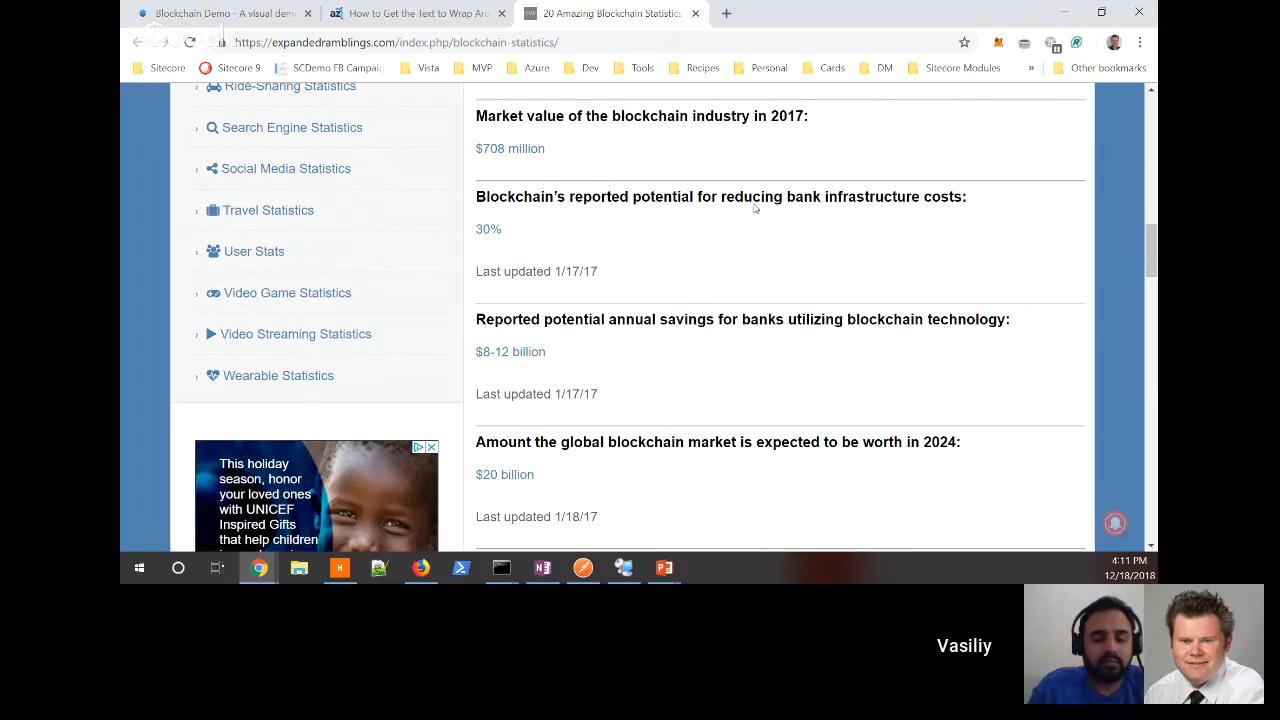 Blockchain Demo - A visual dem
How to Get the Text to Wrap Aro
20 Amazing Blockchain Statistics
https://expandedramblings.com/index.php/blockchain-statistics/
Sitecore
Sitecore 9
SCDemo FB Campaig
Vista
MVP
Azure
Dev
Tools
Recipes
Personal
Cards
DM
Sitecore Modules
»
Other bookmarks
Ride-Sharing Statistics
Search Engine Statistics
Social Media Statistics
Travel Statistics
User Stats
Video Game Statistics
Video Streaming Statistics
Wearable Statistics
This holiday
season, honor
your loved ones
with UNICEF
Inspired Gifts
that help children
Market value of the blockchain industry in 2017:
$708 million
Blockchain’s reported potential for reducing bank infrastructure costs:
30%
Last updated 1/17/17
Reported potential annual savings for banks utilizing blockchain technology:
$8-12 billion
Last updated 1/17/17
Amount the global blockchain market is expected to be worth in 2024:
$20 billion
Last updated 1/18/17
4:11 PM
12/18/2018
Vasiliy